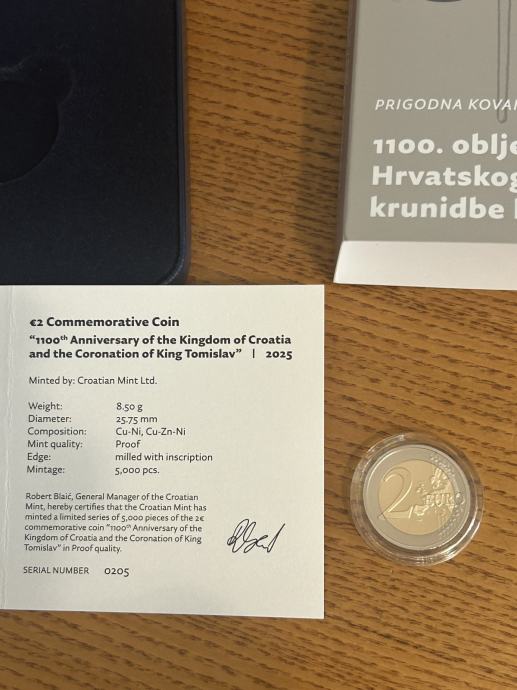 PRIGODNA
1100.
krunidbe
€2 Commemorative Coin
"1100th Anniversary of the Kingdom of Croatia
and the Coronation of King Tomislav" | 2025
Minted by: Croatian Mint Ltd.
Weight: 8.50 g
Diameter: 25.75 mm
Composition: Cu-Ni, Cu-Zn-Ni
Mint quality: Proof
Edge: milled with inscription
Mintage: 5,000 pcs.
Robert Blaić, General Manager of the Croatian
Mint, hereby certifies that the Croatian Mint has
minted a limited series of 5,000 pieces of the 2€
commemorative coin "1100th Anniversary of the
Kingdom of Croatia and the Coronation of King
Tomislav" in Proof quality.
SERIAL NUMBER 0205
2 EURO